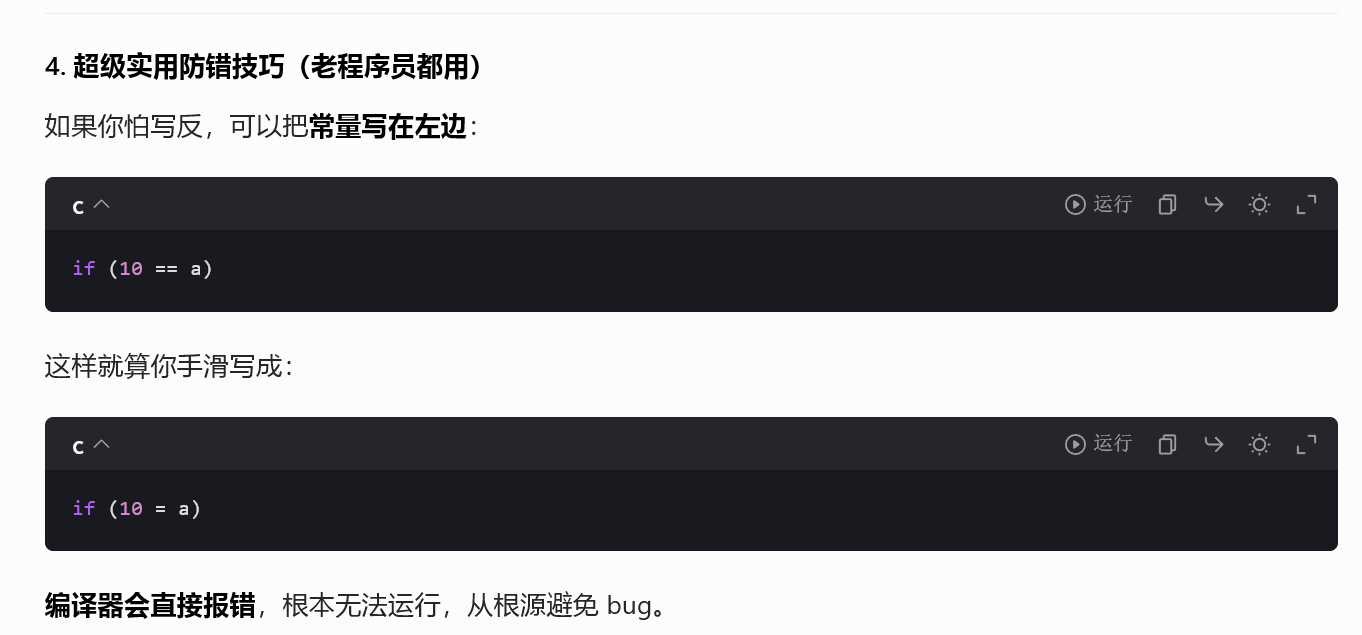 4. 超级实用防错技巧（老程序员都用）
如果你怕写反，可以把常量写在左边：
c 运行
if (10 == a)
这样就算你手滑写成：
c 运行
if (10 = a)
编译器会直接报错，根本无法运行，从根源避免 bug。